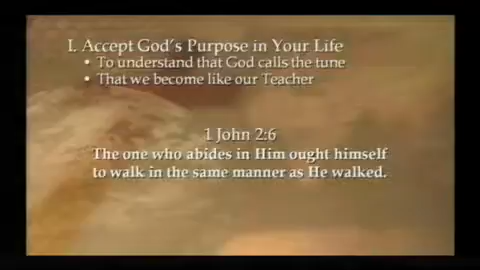 I. Accept God's Purpose in Your Life
• To understand that God calls the tune
• That we become like our Teacher
1 John 2:6
The one who abides in Him ought himself
to walk in the same manner as He walked.